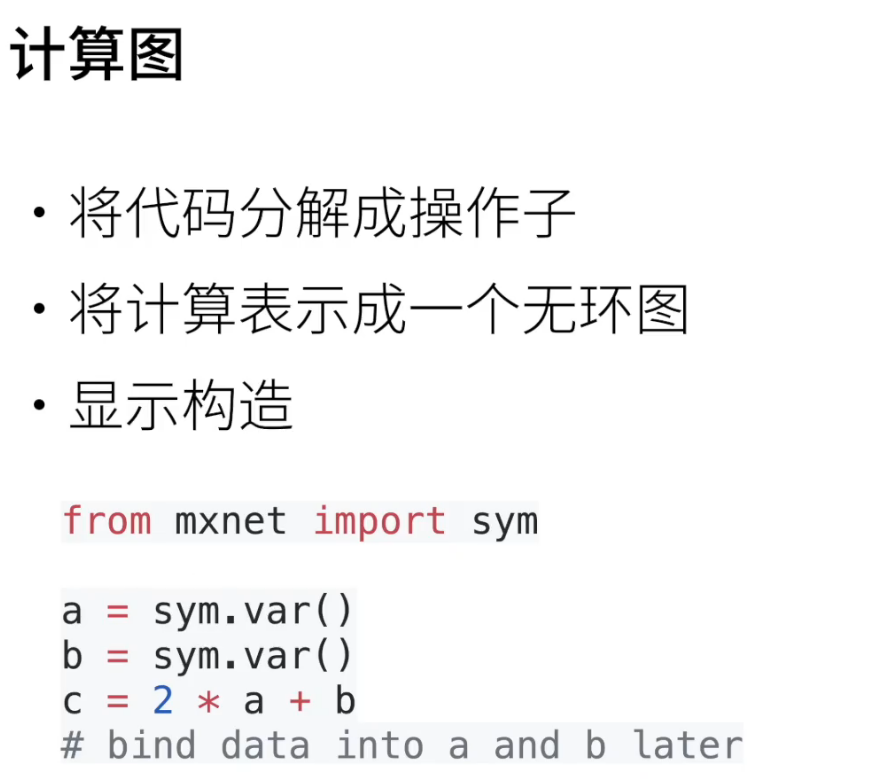 计算图
• 将代码分解成操作子
• 将计算表示成一个无环图
• 显示构造
from mxnet import sym
a = sym.var()
b = sym.var()
c = 2 * a + b
# bind data into a and b later